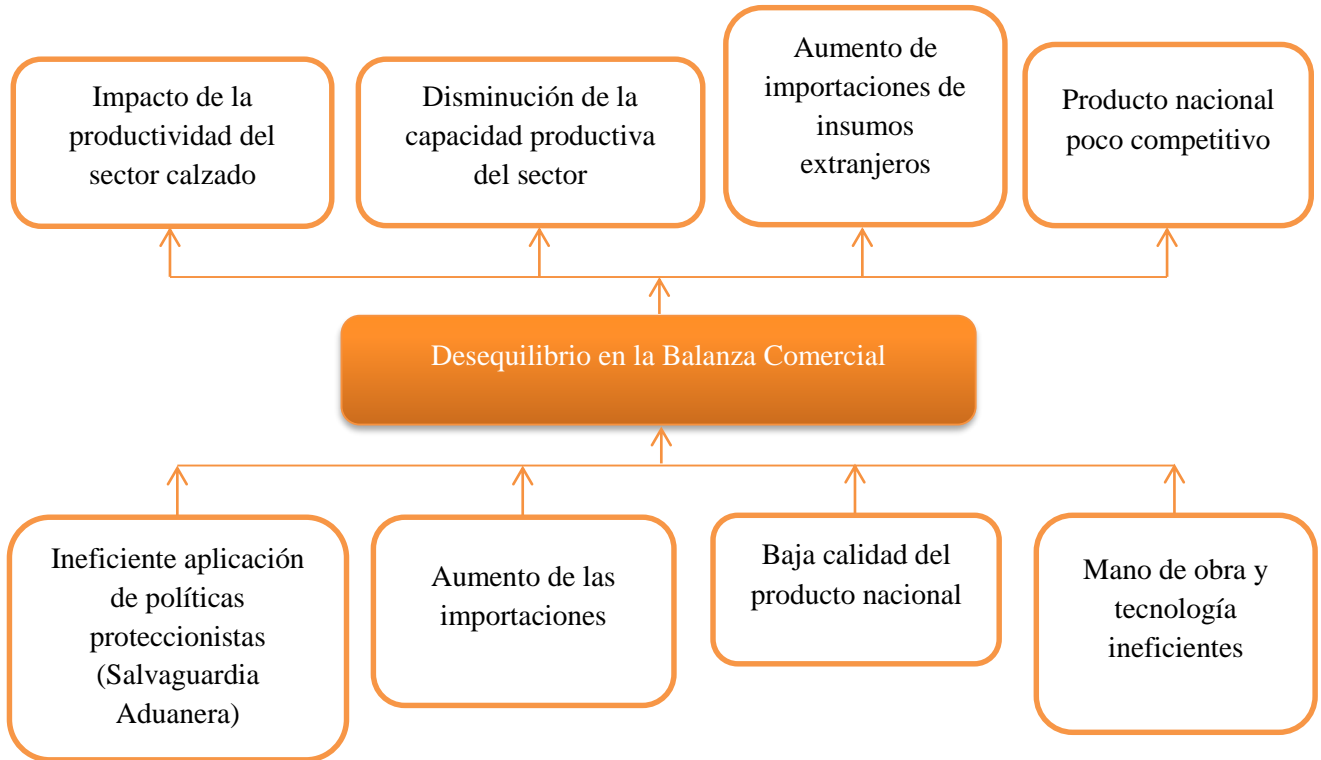 Impacto de la
productividad del
sector calzado
Disminución de la
capacidad productiva
del sector
Aumento de
importaciones de
insumos
extranjeros
Producto nacional
poco competitivo
Desequilibrio en la Balanza Comercial
Ineficiente aplicación
de políticas
proteccionistas
(Salvaguardia
Aduanera)
Aumento de las
importaciones
Baja calidad del
producto nacional
Mano de obra y
tecnología
ineficientes